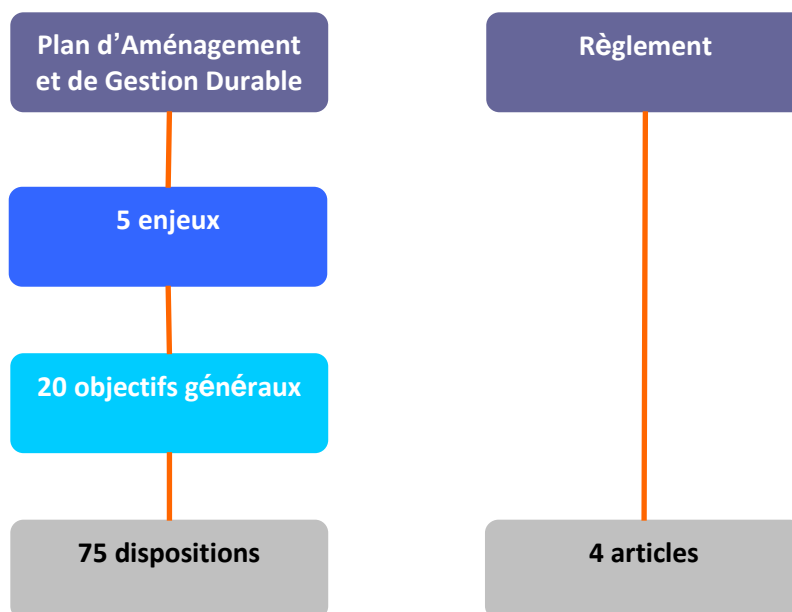 Plan d’Aménagement
et de Gestion Durable
5 enjeux
20 objectifs généraux
75 dispositions
Règlement
4 articles